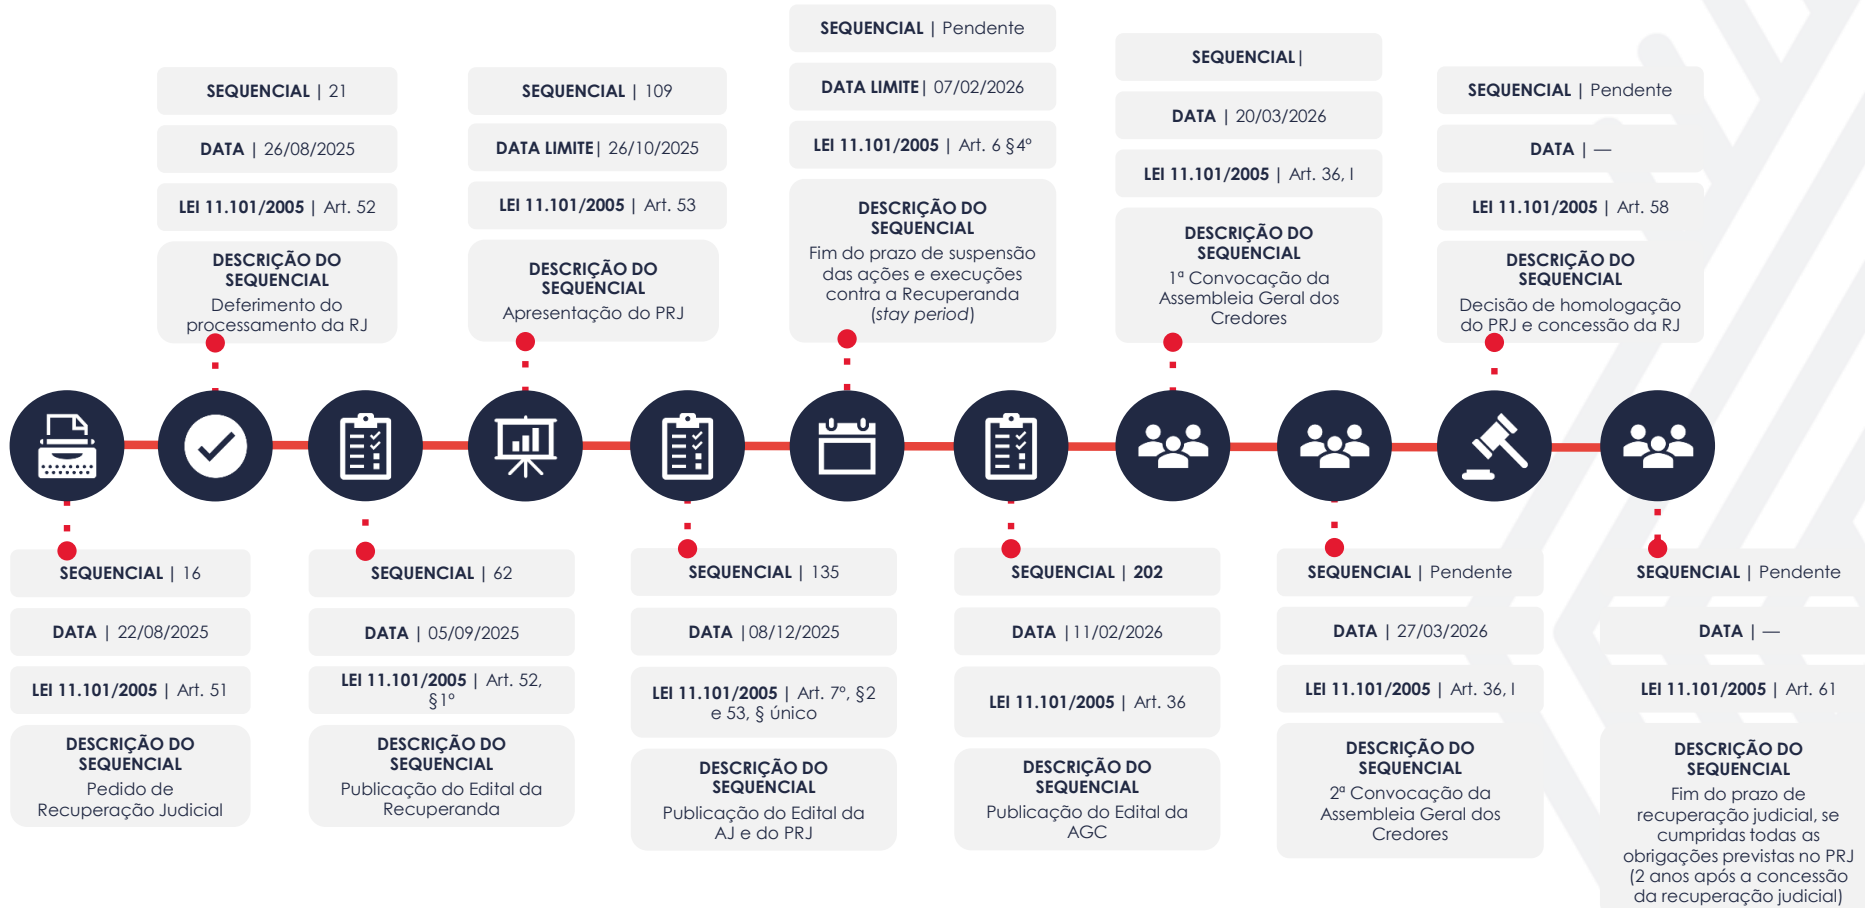 SEQUENCIAL | 21
DATA | 26/08/2025
LEI 11.101/2005 | Art. 52
DESCRIÇÃO DO
SEQUENCIAL
Deferimento do
processamento da RJ
SEQUENCIAL | 109
DATA LIMITE| 26/10/2025
LEI 11.101/2005 | Art. 53
DESCRIÇÃO DO
SEQUENCIAL
Apresentação do PRJ
SEQUENCIAL | Pendente
DATA LIMITE| 07/02/2026
LEI 11.101/2005 | Art. 6 §4º
DESCRIÇÃO DO
SEQUENCIAL
Fim do prazo de suspensão
das ações e execuções
contra a Recuperanda
(stay period)
SEQUENCIAL|
DATA | 20/03/2026
LEI 11.101/2005 | Art. 36, I
DESCRIÇÃO DO
SEQUENCIAL
1ª Convocação da
Assembleia Geral dos
Credores
SEQUENCIAL | Pendente
DATA | —
LEI 11.101/2005 | Art. 58
DESCRIÇÃO DO
SEQUENCIAL
Decisão de homologação
do PRJ e concessão da RJ
SEQUENCIAL | 16
DATA | 22/08/2025
LEI 11.101/2005 | Art. 51
DESCRIÇÃO DO
SEQUENCIAL
Pedido de
Recuperação Judicial
SEQUENCIAL | 62
DATA | 05/09/2025
LEI 11.101/2005 | Art. 52,
§1º
DESCRIÇÃO DO
SEQUENCIAL
Publicação do Edital da
Recuperanda
SEQUENCIAL | 135
DATA |08/12/2025
LEI 11.101/2005 | Art. 7º, §2
e 53, § único
DESCRIÇÃO DO
SEQUENCIAL
Publicação do Edital da
AJ e do PRJ
SEQUENCIAL | 202
DATA |11/02/2026
LEI 11.101/2005 | Art. 36
DESCRIÇÃO DO
SEQUENCIAL
Publicação do Edital da
AGC
SEQUENCIAL | Pendente
DATA | 27/03/2026
LEI 11.101/2005 | Art. 36, I
DESCRIÇÃO DO
SEQUENCIAL
2ª Convocação da
Assembleia Geral dos
Credores
SEQUENCIAL | Pendente
DATA | —
LEI 11.101/2005 | Art. 61
DESCRIÇÃO DO
SEQUENCIAL
Fim do prazo de
recuperação judicial, se
cumpridas todas as
obrigações previstas no PRJ
(2 anos após a concessão
da recuperação judicial)